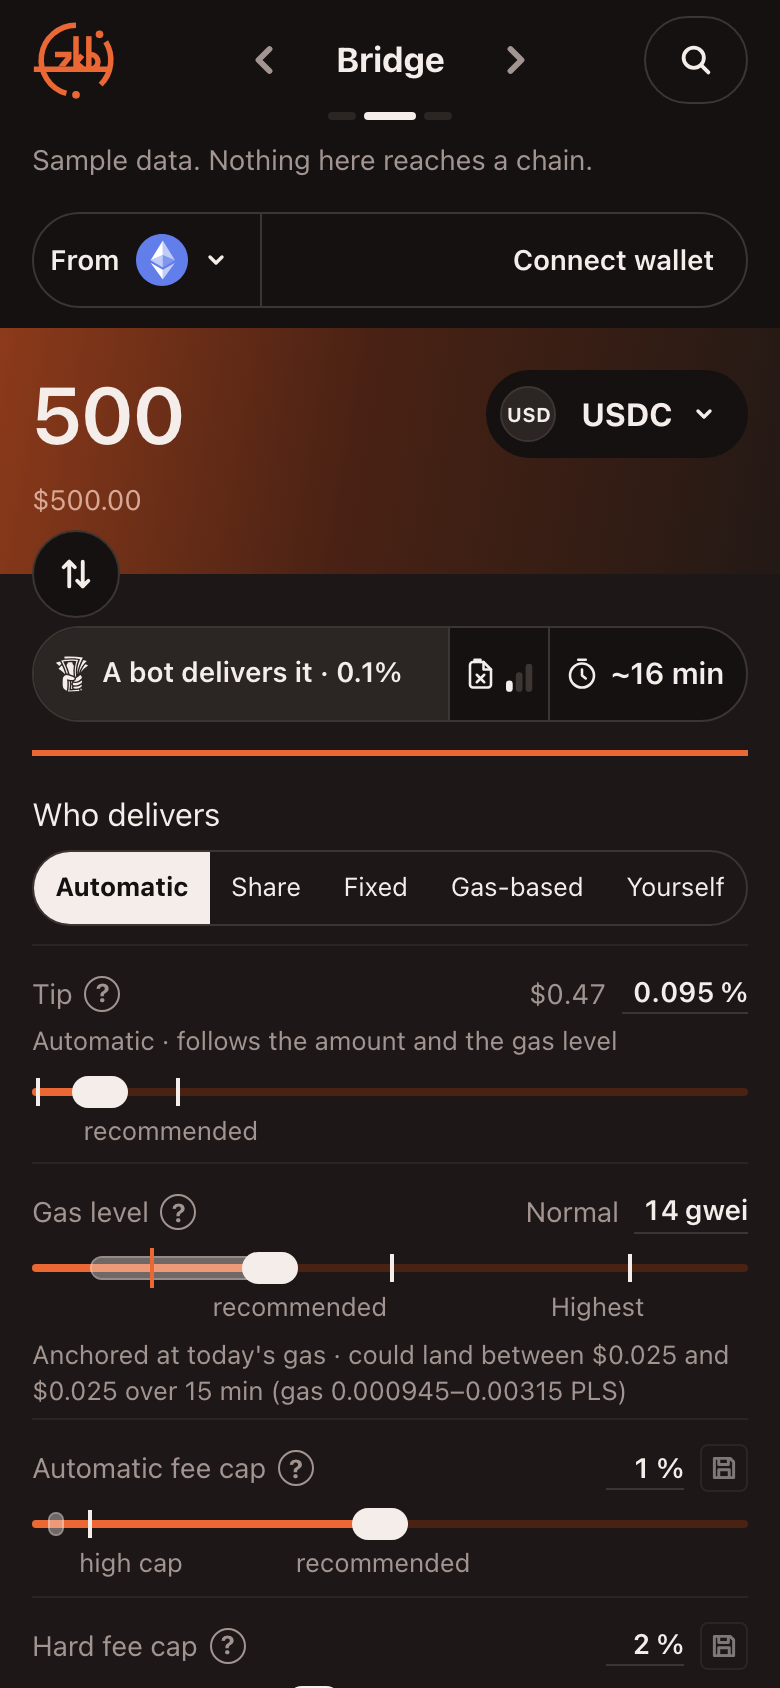 zkb
Bridge
Sample data. Nothing here reaches a chain.
From
Connect wallet
500
USD USDC
$500.00
A bot delivers it · 0.1%
~16 min
Who delivers
Automatic Share Fixed Gas-based Yourself
Tip ? $0.47 0.095 %
Automatic · follows the amount and the gas level
recommended
Gas level ? Normal 14 gwei
recommended Highest
Anchored at today's gas · could land between $0.025 and
$0.025 over 15 min (gas 0.000945–0.00315 PLS)
Automatic fee cap ? 1 %
high cap recommended
Hard fee cap ? 2 %